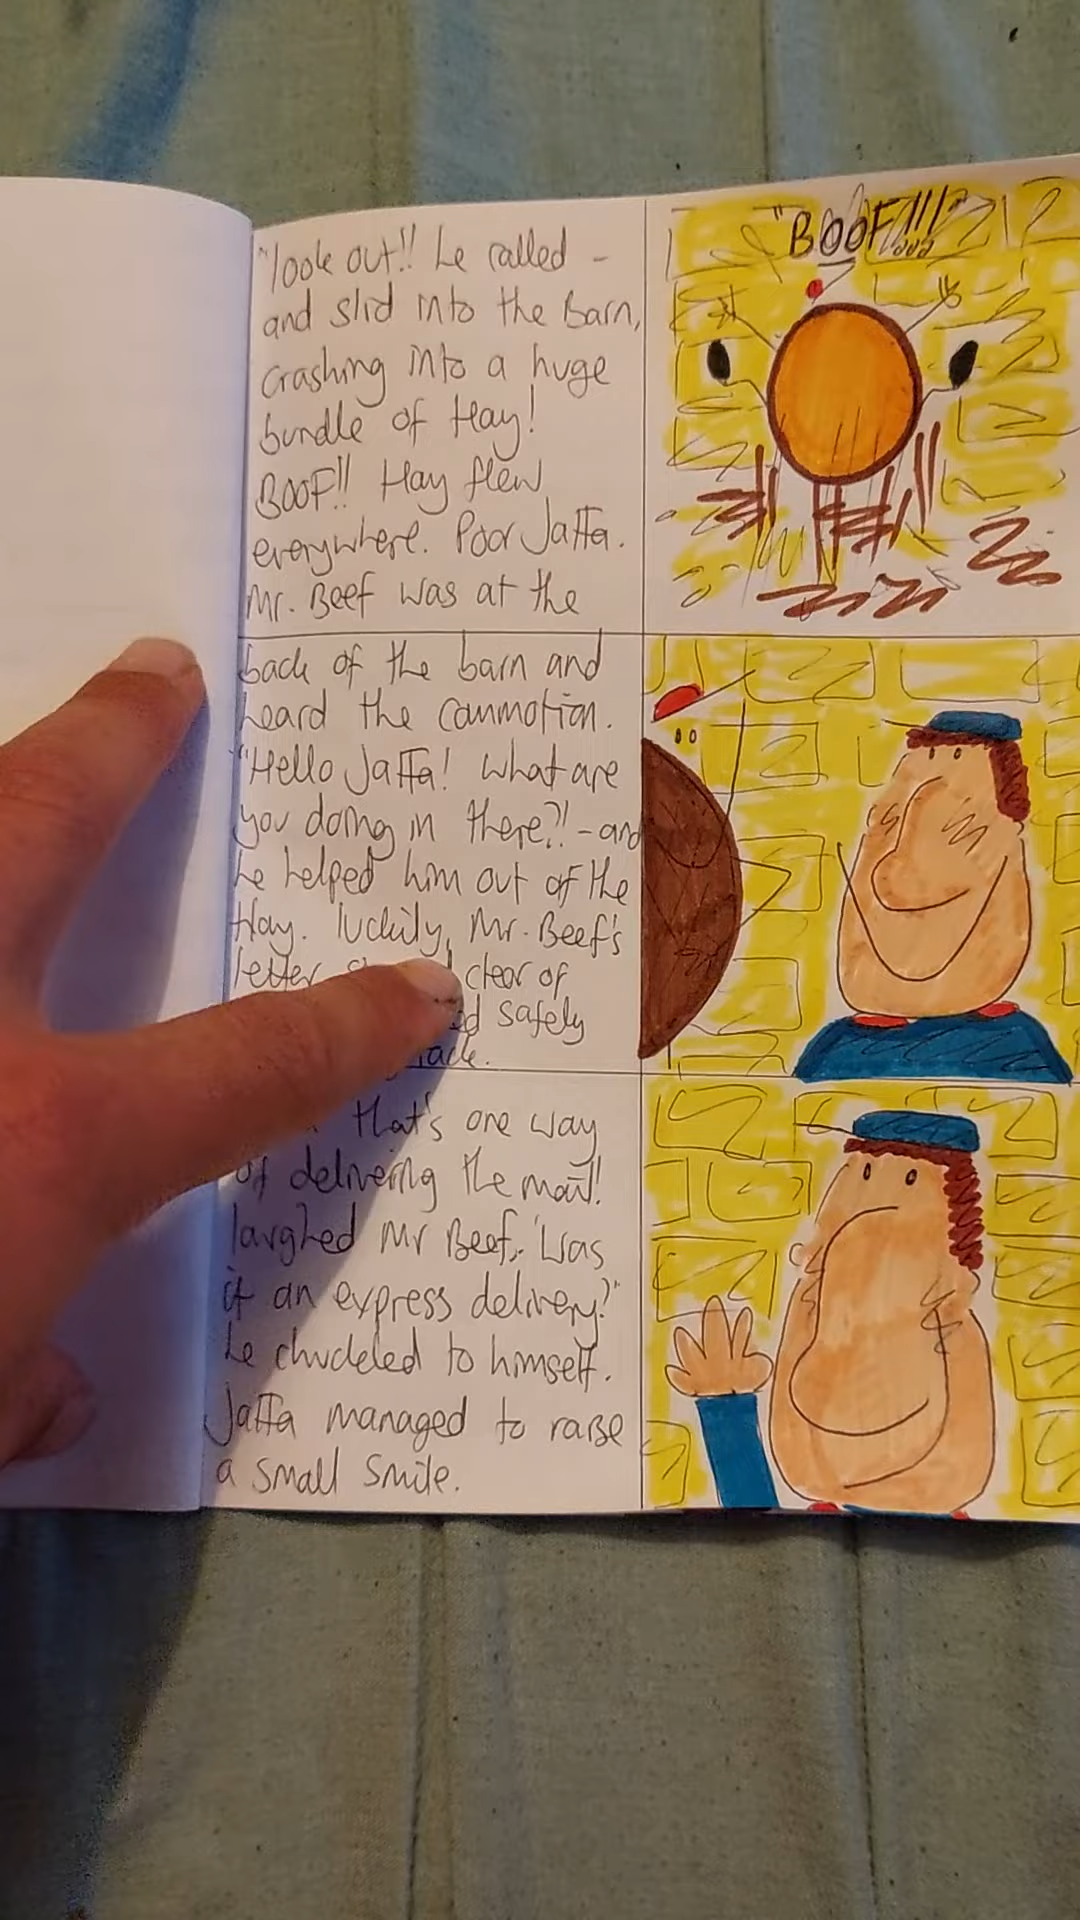 "look out!! he called -
and slid into the Barn,
crashing into a huge
bundle of Hay!
BOOF!! Hay flew
everywhere. Poor Jaffa.
Mr. Beef was at the
back of the barn and
heard the commotion.
"Hello Jaffa! What are
you doing in there?! - and
he helped him out of the
Hay. luckily, Mr. Beef's
letter clear of
safely
that's one way
of delivering the mail!
laughed Mr Beef, 'Was
it an express delivery?"
he chuckled to himself.
Jaffa managed to raise
a small smile.
"BOOF!!!"